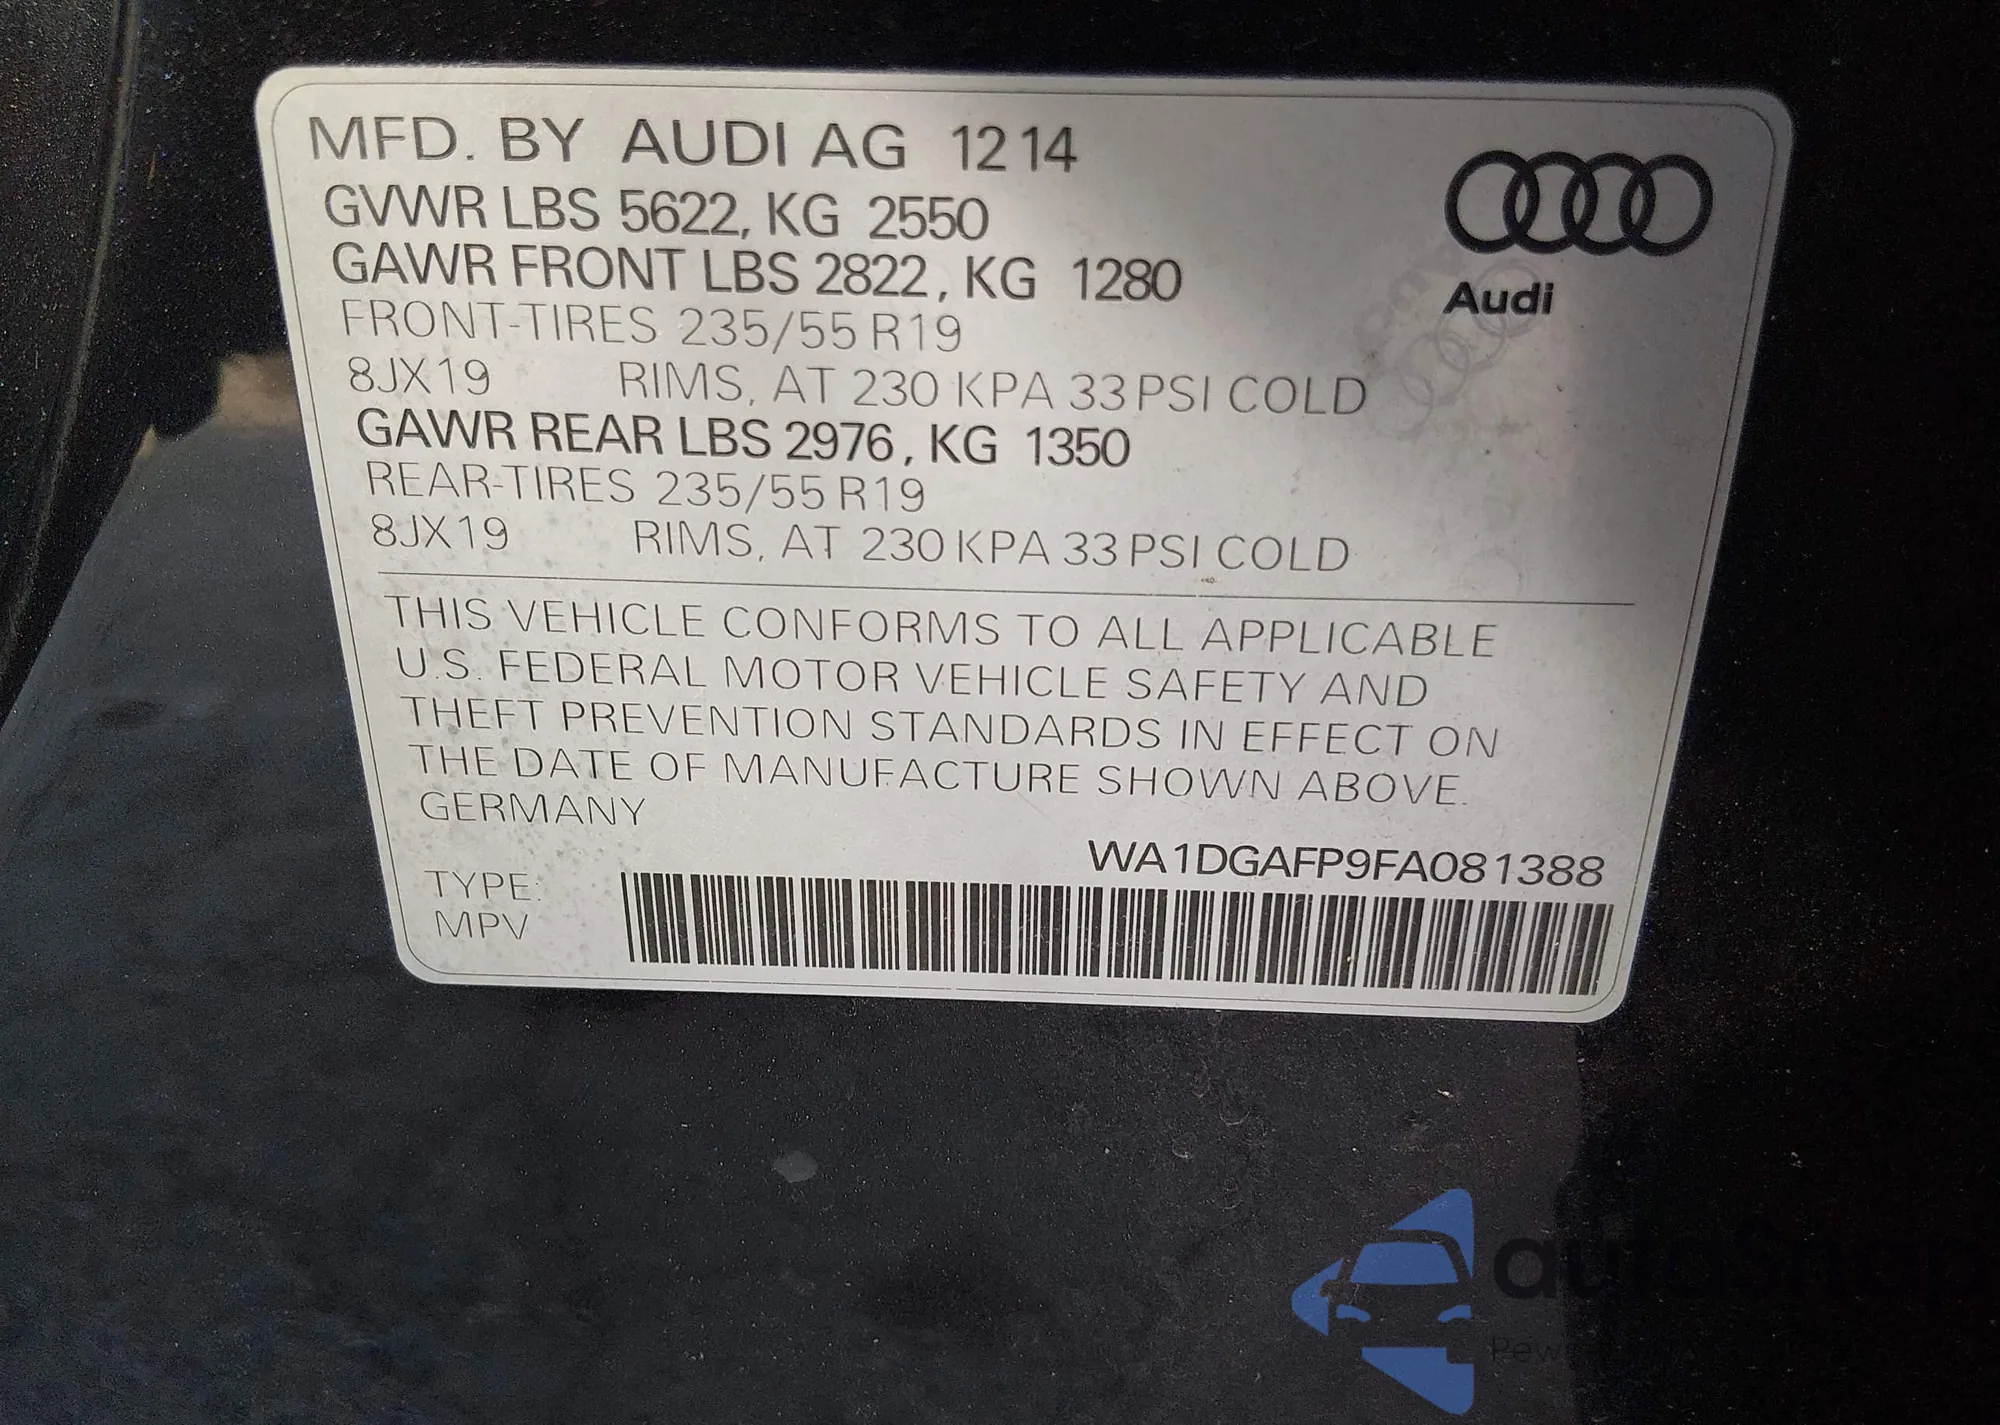 MFD. BY AUDI AG 12 14
GVWR LBS 5622, KG 2550
GAWR FRONT LBS 2822, KG 1280
FRONT-TIRES 235/55 R19
8JX19 RIMS, AT 230 KPA 33 PSI COLD
GAWR REAR LBS 2976, KG 1350
REAR-TIRES 235/55 R19
8JX19 RIMS, AT 230 KPA 33 PSI COLD
Audi
THIS VEHICLE CONFORMS TO ALL APPLICABLE
U.S. FEDERAL MOTOR VEHICLE SAFETY AND
THEFT PREVENTION STANDARDS IN EFFECT ON
THE DATE OF MANUFACTURE SHOWN ABOVE.
GERMANY
WA1DGAFP9FA081388
TYPE:
MPV